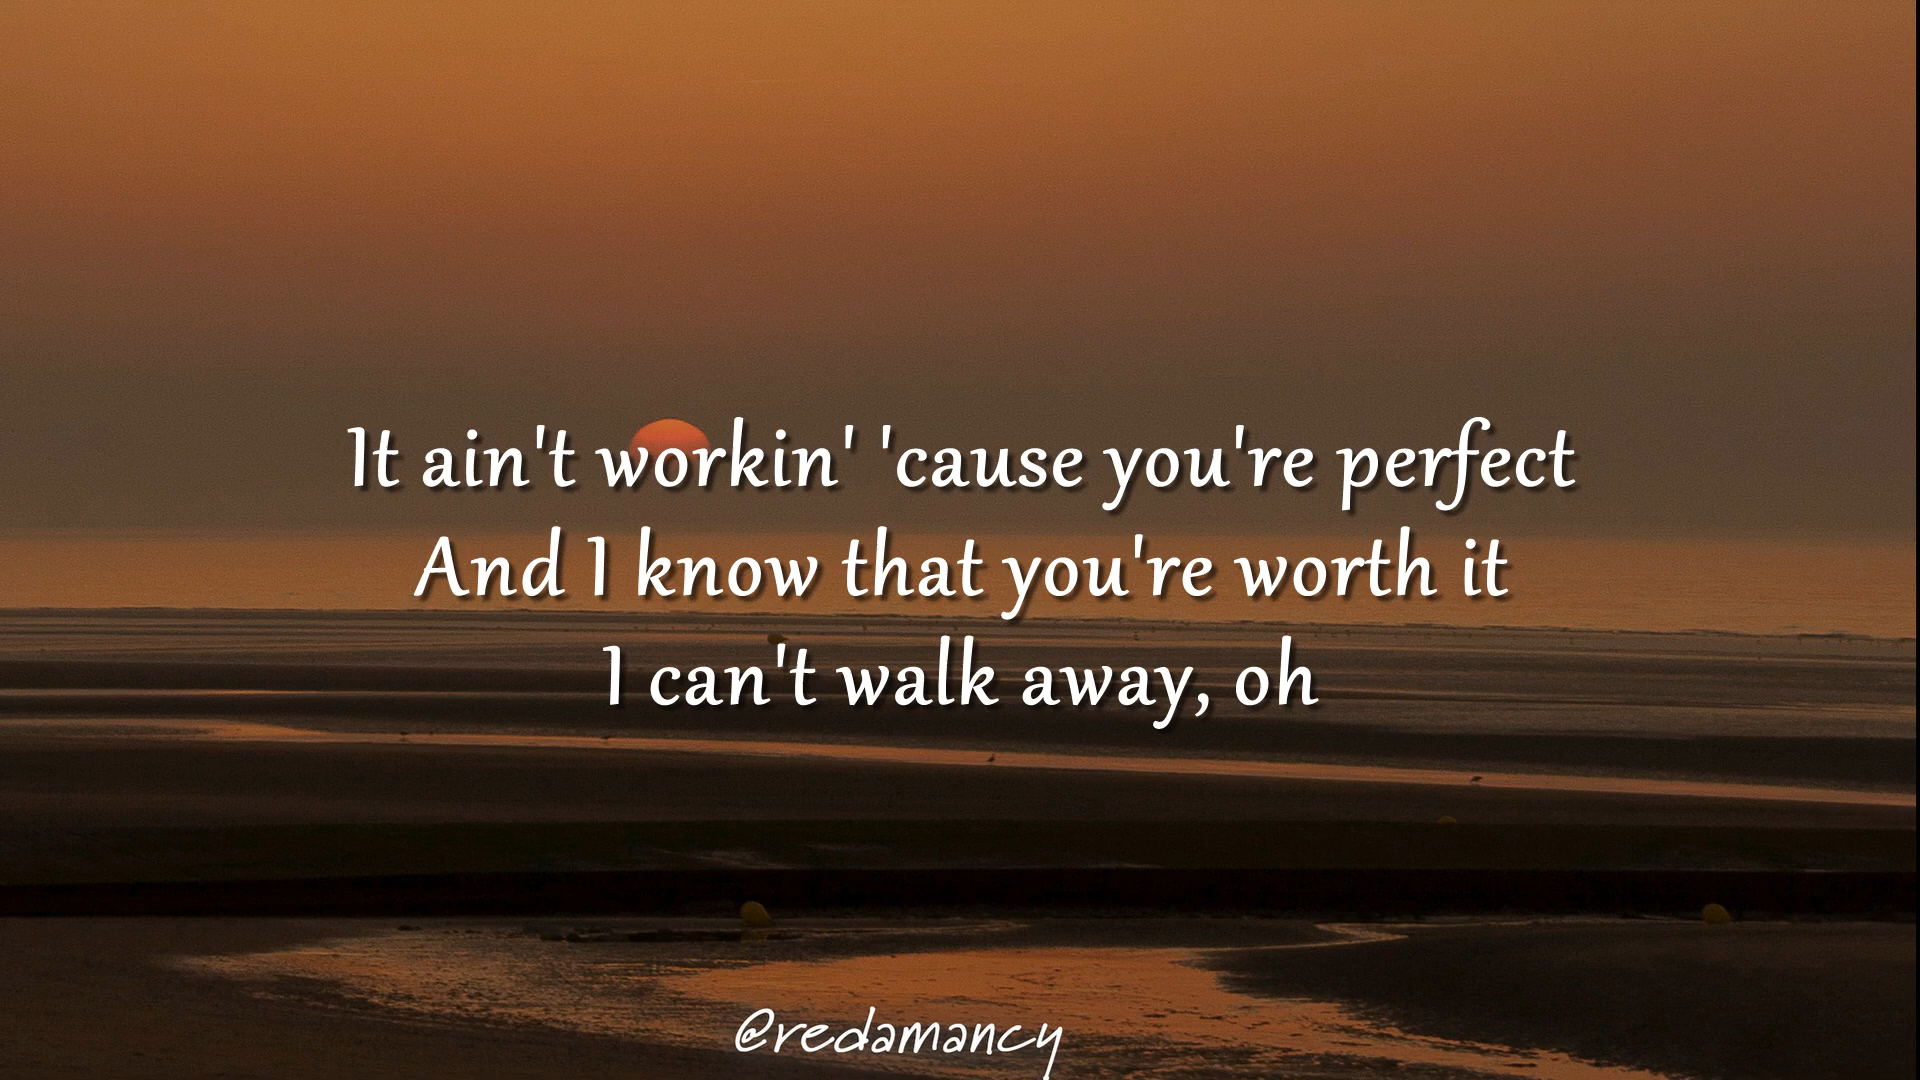 It ain't workin' 'cause you're perfect
And I know that you're worth it
I can't walk away, oh
@redamancy